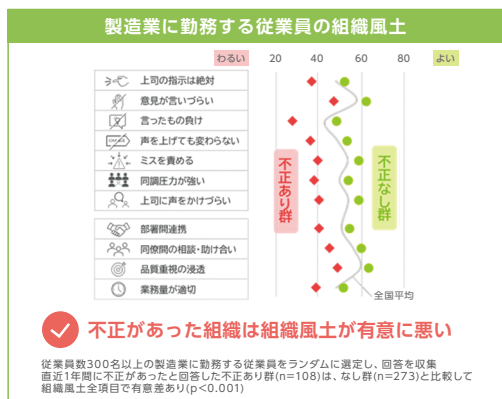 製造業に勤務する従業員の組織風土
わるい 20 40 60 80 よい
上司の指示は絶対
意見が言いづらい
言ったもの負け
声を上げても変わらない
ミスを責める
同調圧力が強い
上司に声をかけづらい
部署間連携
同僚間の相談・助け合い
品質重視の浸透
業務量が適切
不正あり群
不正なし群
全国平均
不正があった組織は組織風土が有意に悪い
従業員数300名以上の製造業に勤務する従業員をランダムに選定し、回答を収集
直近1年間に不正があったと回答した不正あり群(n=108)は、なし群(n=273)と比較して
組織風土全項目で有意差あり(p<0.001)